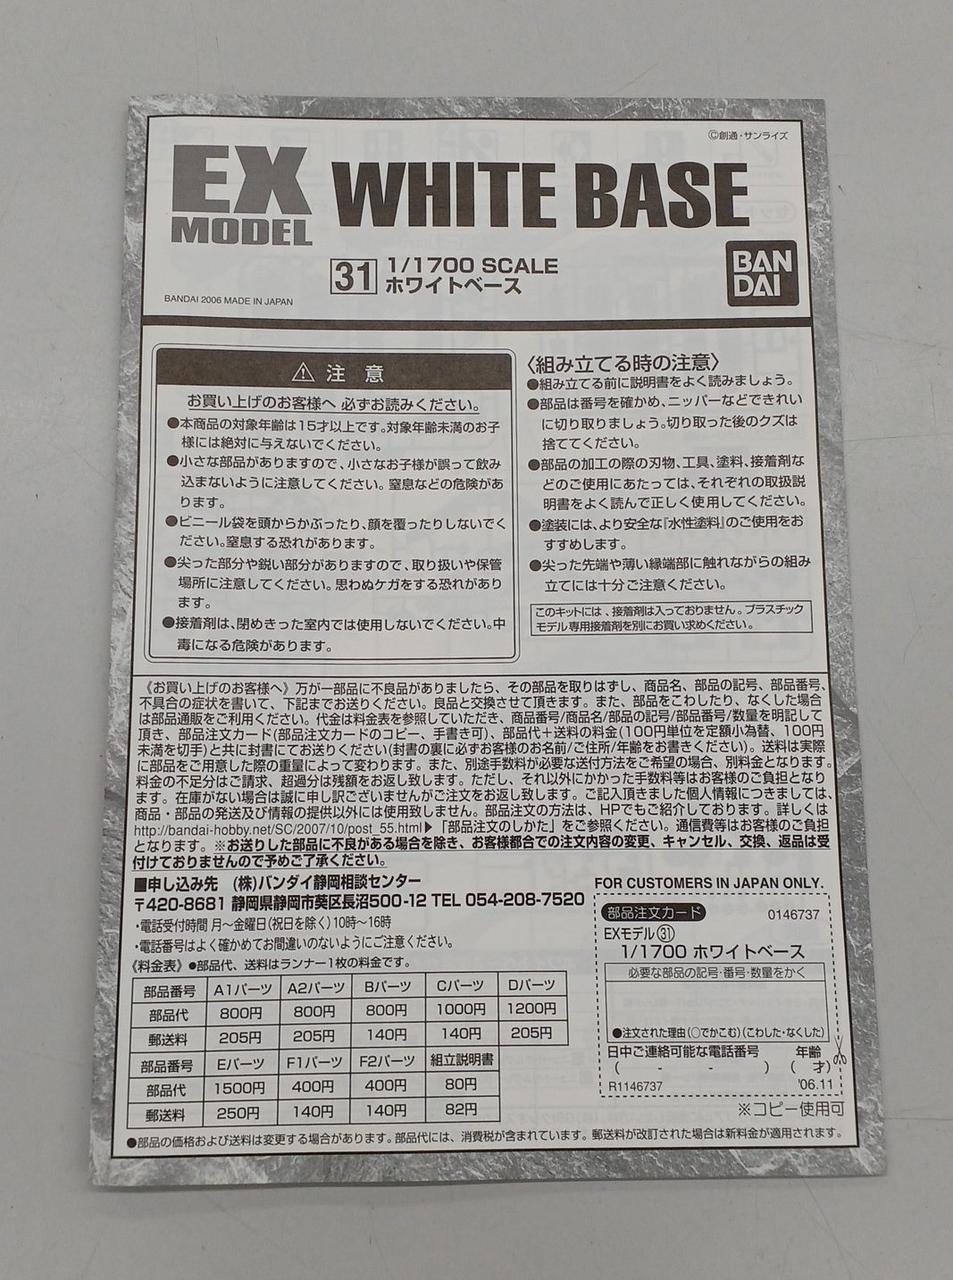 ©創通・サンライズ
EX
MODEL
WHITE BASE
31 1/1700 SCALE
ホワイトベース
BANDAI 2006 MADE IN JAPAN
BAN
DAI
⚠ 注 意
お買い上げのお客様へ 必ずお読みください。
●本商品の対象年齢は15才以上です。対象年齢未満のお子
様には絶対に与えないでください。
●小さな部品がありますので、小さなお子様が誤って飲み
込まないように注意してください。窒息などの危険があ
ります。
●ビニール袋を頭からかぶったり、顔を覆ったりしないでく
ださい。窒息する恐れがあります。
●尖った部分や鋭い部分がありますので、取り扱いや保管
場所に注意してください。思わぬケガをする恐れがあり
ます。
●接着剤は、閉めきった室内では使用しないでください。中
毒になる危険があります。
〈組み立てる時の注意〉
●組み立てる前に説明書をよく読みましょう。
●部品は番号を確かめ、ニッパーなどできれい
に切り取りましょう。切り取った後のクズは
捨ててください。
●部品の加工の際の刃物、工具、塗料、接着剤な
どのご使用にあたっては、それぞれの取扱説
明書をよく読んで正しく使用してください。
●塗装には、より安全な『水性塗料』のご使用をお
すすめします。
●尖った先端や薄い縁端部に触れながらの組み
立てには十分ご注意ください。
このキットには、接着剤は入っておりません。プラスチック
モデル専用接着剤を別にお買い求めください。
《お買い上げのお客様へ》万が一部品に不良品がありましたら、その部品を取りはずし、商品名、部品の記号、部品番号、
不具合の症状を書いて、下記までお送りください。良品と交換させて頂きます。また、部品をこわしたり、なくした場合
は部品通販をご利用ください。代金は料金表を参照していただき、商品番号/商品名/部品の記号/部品番号/数量を明記して
頂き、部品注文カード(部品注文カードのコピー、手書き可)、部品代+送料の料金(100円単位を定額小為替、100円
未満を切手)と共に封書にてお送りください(封書の裏に必ずお客様のお名前/ご住所/年齢をお書きください)。送料は実際
に部品をご用意した際の重量によって変わります。また、別途手数料が必要な送付方法をご希望の場合、別料金となります。
料金の不足分はご請求、超過分は残額をお返し致します。ただし、それ以外にかかった手数料等はお客様のご負担となり
ます。在庫がない場合は誠に申し訳ございませんがご注文をお返し致します。ご記入頂きました個人情報につきましては、
商品・部品の発送及び情報の提供以外には使用致しません。部品注文の方法は、HPでもご紹介しております。詳しくは
http://bandai-hobby.net/SC/2007/10/post_55.html▶「部品注文のしかた」をご参照ください。通信費等はお客様のご負担
となります。※お送りした部品に不良がある場合を除き、お客様都合での注文内容の変更、キャンセル、交換、返品は受
付けておりませんので予めご了承ください。
■申し込み先 (株)バンダイ静岡相談センター
〒420-8681 静岡県静岡市葵区長沼500-12 TEL 054-208-7520
・電話受付時間 月〜金曜日(祝日を除く)10時〜16時
・電話番号はよく確かめてお間違いのないようにご注意ください。
《料金表》●部品代、送料はランナー1枚の料金です。
部品番号 A1パーツ A2パーツ Bパーツ Cパーツ Dパーツ
部品代 800円 800円 800円 1000円 1200円
郵送料 205円 205円 140円 140円 205円
部品番号 Eパーツ F1パーツ F2パーツ 組立説明書
部品代 1500円 400円 400円 80円
郵送料 250円 140円 140円 82円
FOR CUSTOMERS IN JAPAN ONLY.
部品注文カード 0146737
EXモデル㉛
1/1700 ホワイトベース
必要な部品の記号・番号・数量をかく
●注文された理由(○でかこむ)(こわした・なくした)
日中ご連絡可能な電話番号 年齢
( - - ) ( 才)
R1146737 '06.11
※コピー使用可
●部品の価格および送料は変更する場合があります。部品代には、消費税が含まれています。郵送料が改訂された場合は新料金が適用されます。